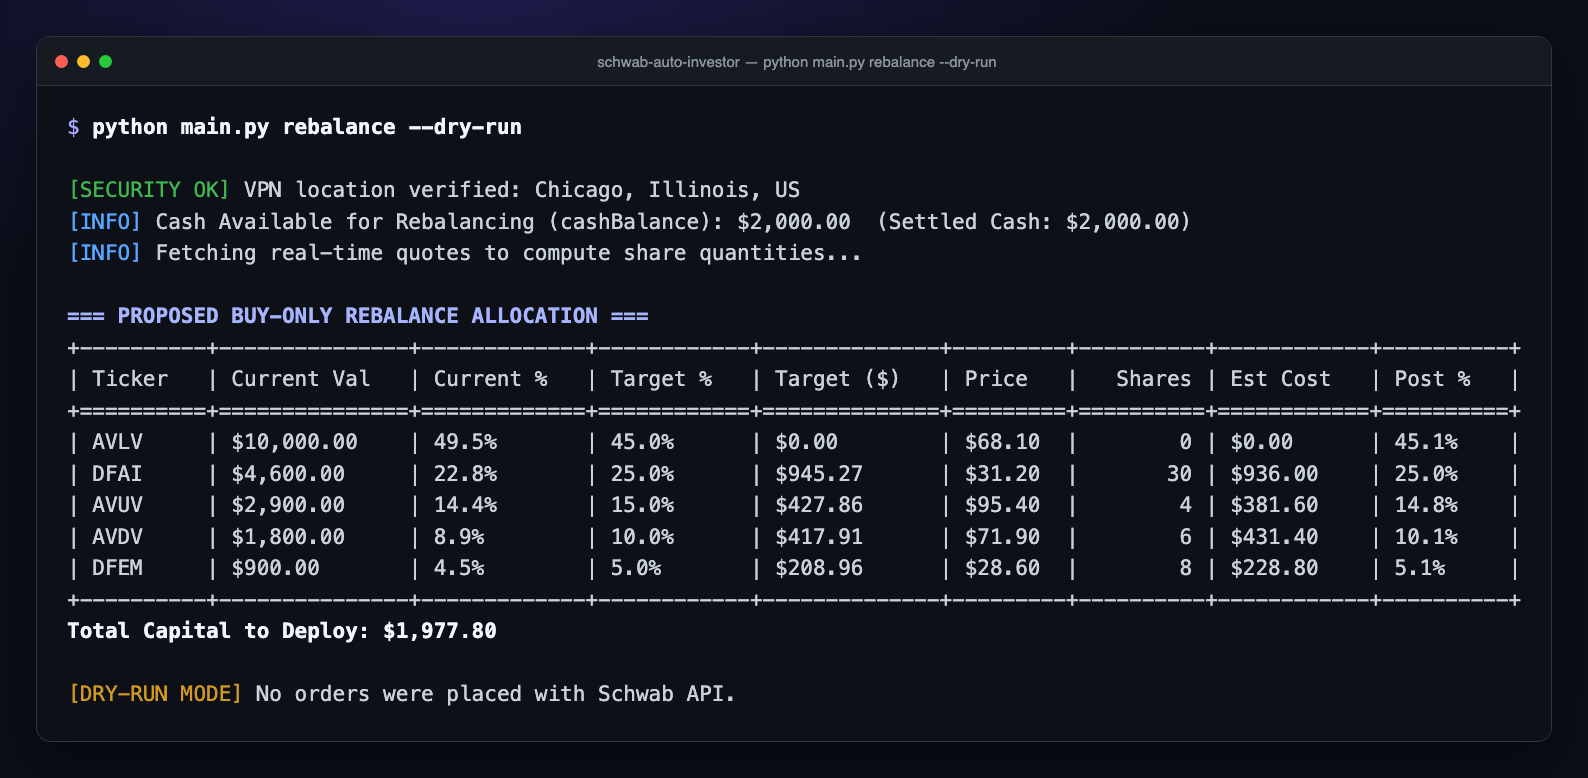 schwab-auto-investor — python main.py rebalance --dry-run
$ python main.py rebalance --dry-run
[SECURITY OK] VPN location verified: Chicago, Illinois, US
[INFO] Cash Available for Rebalancing (cashBalance): $2,000.00  (Settled Cash: $2,000.00)
[INFO] Fetching real-time quotes to compute share quantities...
=== PROPOSED BUY-ONLY REBALANCE ALLOCATION ===
+----------+---------------+-------------+------------+--------------+---------+----------+------------+----------+
| Ticker   | Current Val   | Current %   | Target %   | Target ($)   | Price   |   Shares | Est Cost   | Post %   |
+==========+===============+=============+============+==============+=========+==========+============+==========+
| AVLV     | $10,000.00    | 49.5%       | 45.0%      | $0.00        | $68.10  |        0 | $0.00      | 45.1%    |
| DFAI     | $4,600.00     | 22.8%       | 25.0%      | $945.27      | $31.20  |       30 | $936.00    | 25.0%    |
| AVUV     | $2,900.00     | 14.4%       | 15.0%      | $427.86      | $95.40  |        4 | $381.60    | 14.8%    |
| AVDV     | $1,800.00     | 8.9%        | 10.0%      | $417.91      | $71.90  |        6 | $431.40    | 10.1%    |
| DFEM     | $900.00       | 4.5%        | 5.0%       | $208.96      | $28.60  |        8 | $228.80    | 5.1%     |
+----------+---------------+-------------+------------+--------------+---------+----------+------------+----------+
Total Capital to Deploy: $1,977.80
[DRY-RUN MODE] No orders were placed with Schwab API.